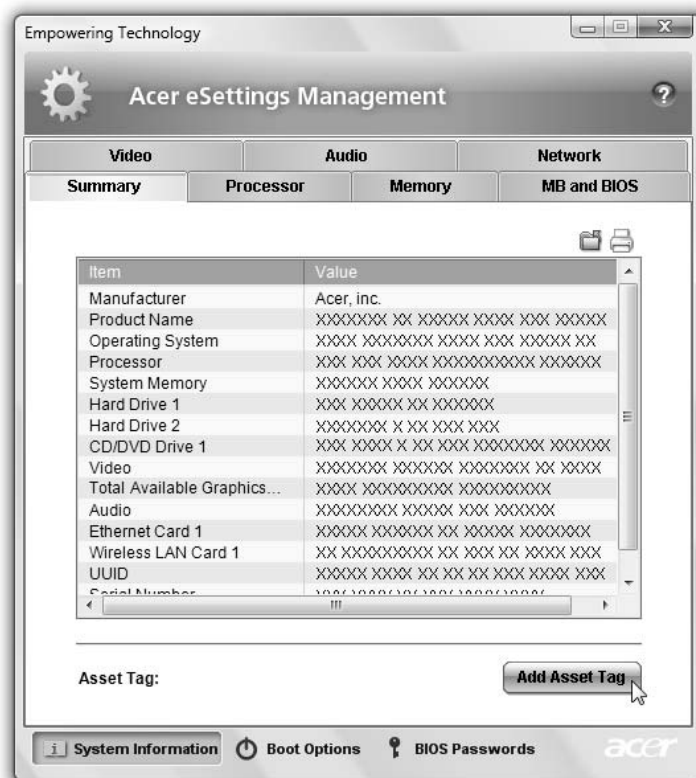 Empowering Technology
Acer eSettings Management
?
Video Audio Network
Summary Processor Memory MB and BIOS
Item Value
Manufacturer Acer, inc.
Product Name XXXXXXX XX XXXXX XXXX XXX XXXXX
Operating System XXXX XXXXXXX XXXX XXX XXXXX XX
Processor XXX XXX XXXX XXXXXXXXXX XXXXXX
System Memory XXXXXX XXXX XXXXXX
Hard Drive 1 XXX XXXXX XX XXXXXX
Hard Drive 2 XXXXXXX X XX XXX XXX
CD/DVD Drive 1 XXX XXXX X XX XXX XXXXXXX XXXXXX
Video XXXXXXX XXXXXX XXXXXXX XX XXXX
Total Available Graphics... XXXX XXXXXXXXXX XXXXXXXXX
Audio XXXXXXXX XXXXX XXX XXXXXX
Ethernet Card 1 XXXXX XXXXXXX XX XXXXX XXXXXXX
Wireless LAN Card 1 XX XXXXXXXXX XX XXX XX XXXX XXX
UUID XXXXX XXXX XX XX XX XXX XXXX XXX
Serial Number
Asset Tag: Add Asset Tag
i System Information Boot Options BIOS Passwords acer